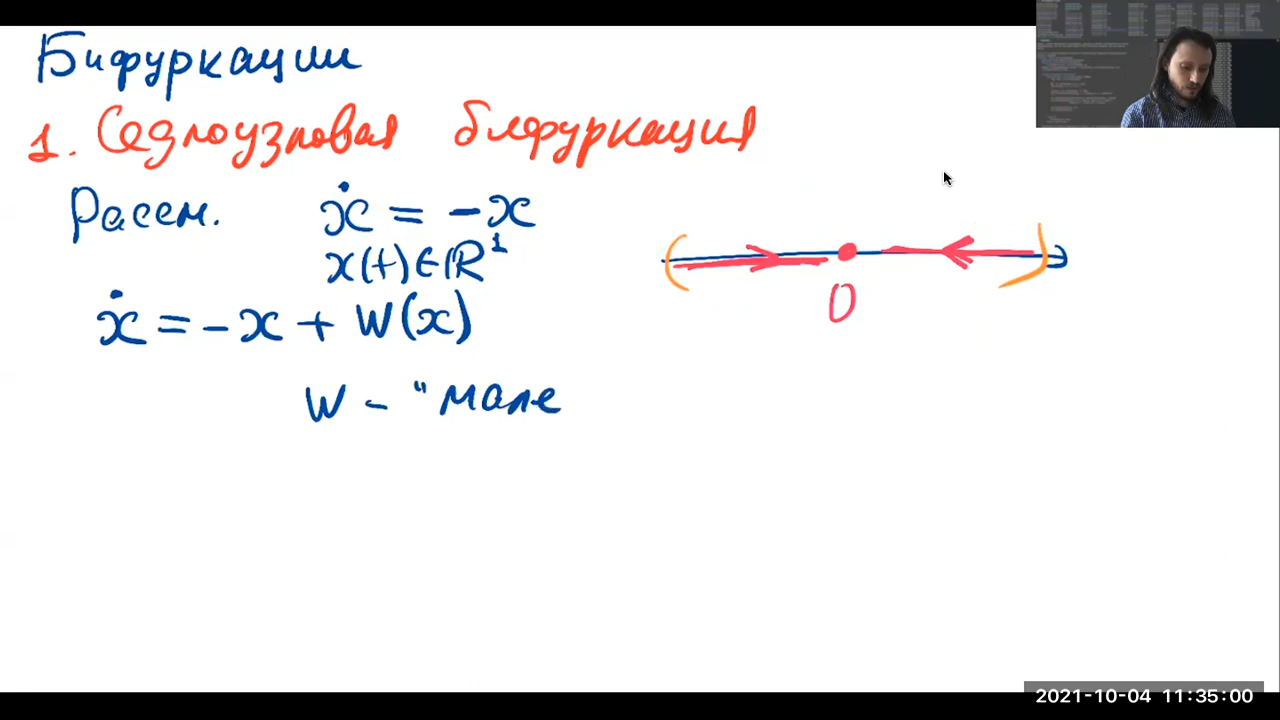 Бифуркации
1. Седлоузловая бифуркация
Рассм. ẋ = -x
x(t) ∈ ℝ¹
ẋ = -x + W(x)
0
W - "мале
2021-10-04 11:35:00